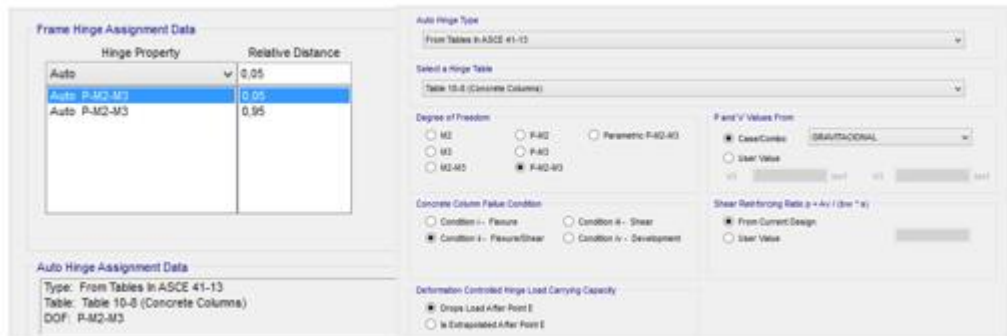 Frame Hinge Assignment Data
Hinge Property Relative Distance
Auto 0,05
Auto P-M2-M3 0,05
Auto P-M2-M3 0,95
Auto Hinge Assignment Data
Type: From Tables In ASCE 41-13
Table: Table 10-8 (Concrete Columns)
DOF: P-M2-M3
Auto Hinge Type
From Tables In ASCE 41-13
Select a Hinge Table
Table 10-8 (Concrete Columns)
Degree of Freedom
M2 P-M2 Parametric P-M2-M3
M3 P-M3
M2-M3 P-M2-M3
P and V Values From
Case/Combo GRAVITACIONAL
User Value
V2 V3
Concrete Column Failure Condition
Condition i - Flexure Condition iii - Shear
Condition ii - Flexure/Shear Condition iv - Development
Shear Reinforcing Ratio p = Av / (bw * s)
From Current Design
User Value
Deformation Controlled Hinge Load Carrying Capacity
Drops Load After Point E
Is Extrapolated After Point E